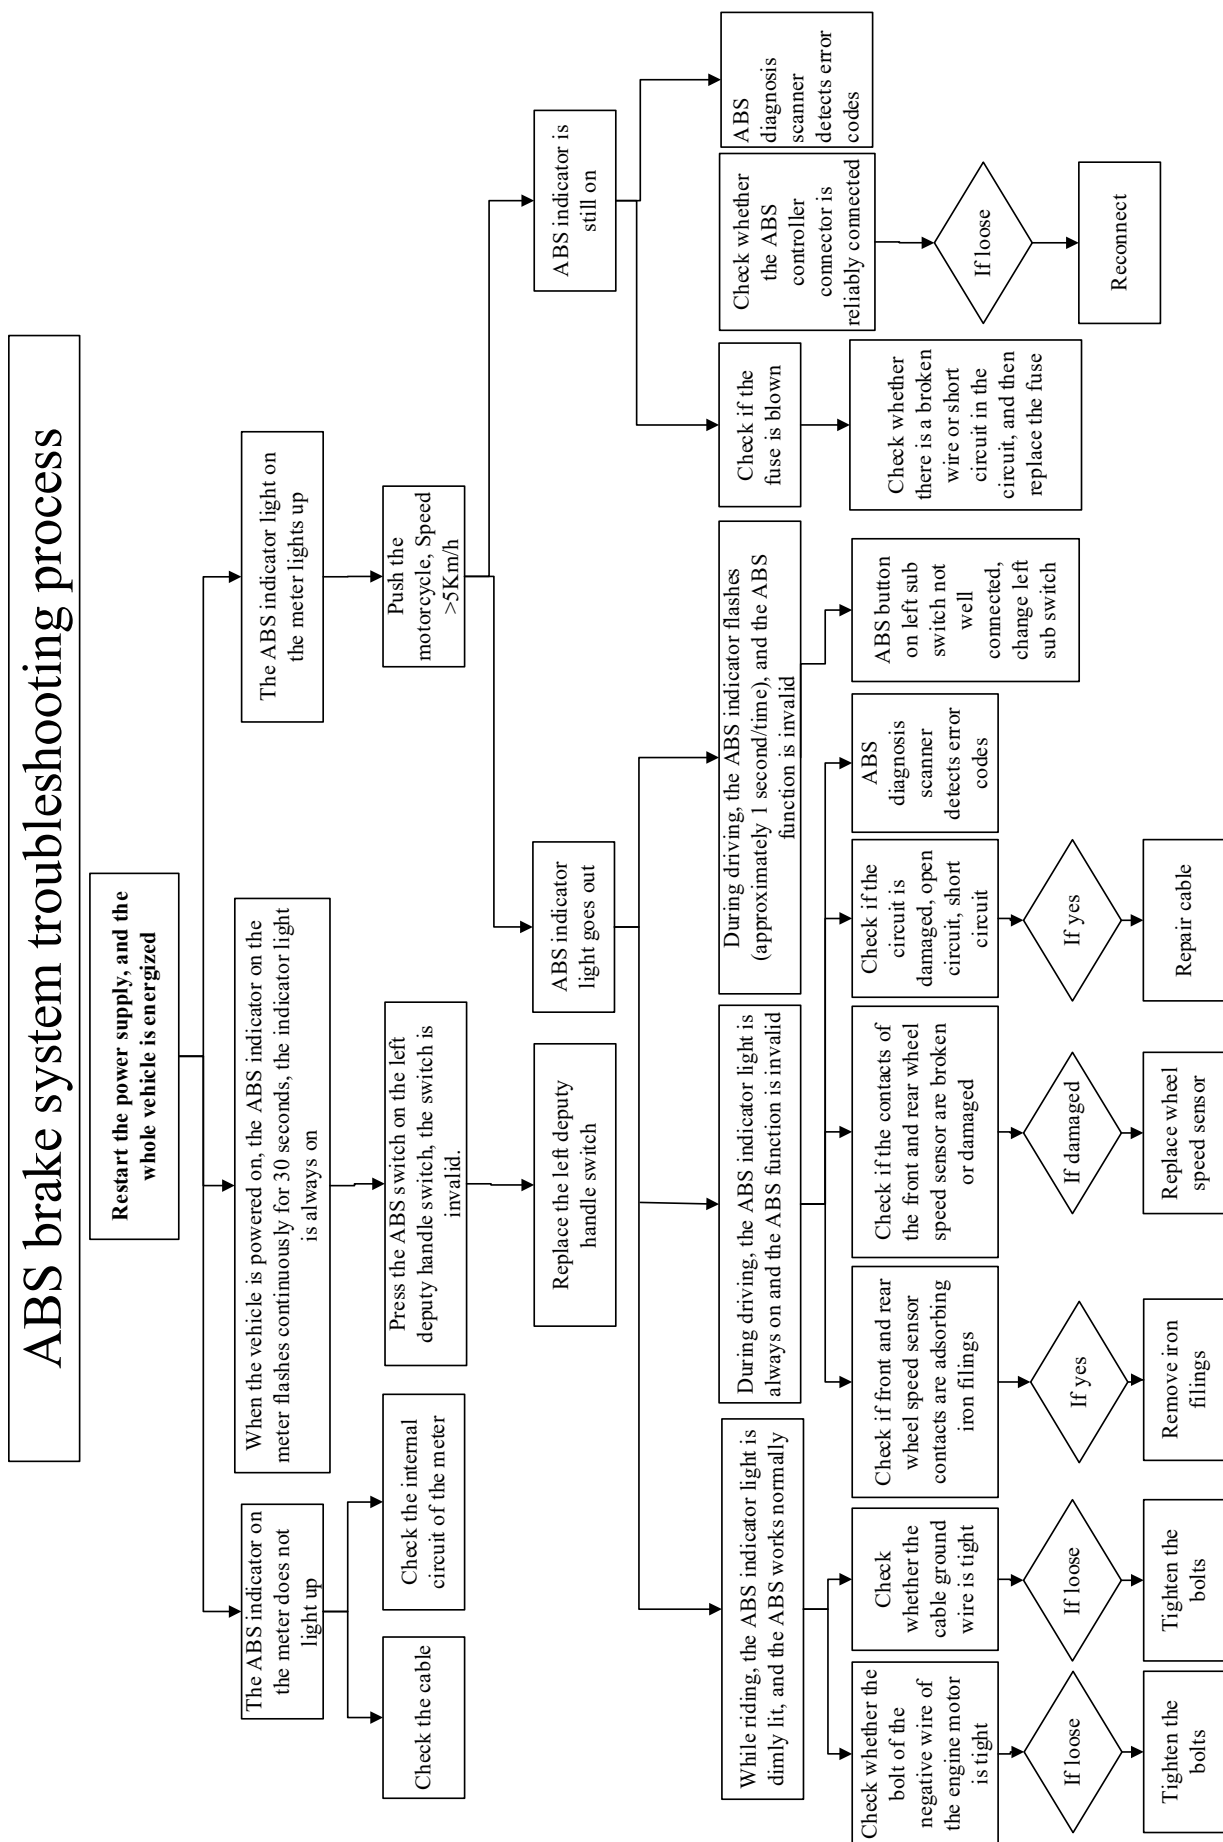 ABS brake system troubleshooting process
Restart the power supply, and the
whole vehicle is energized
The ABS indicator on
the meter does not
light up
When the vehicle is powered on, the ABS indicator on the
meter flashes continuously for 30 seconds, the indicator light
is always on
The ABS indicator light on
the meter lights up
Check the cable
Check the internal
circuit of the meter
Press the ABS switch on the left
deputy handle switch, the switch is
invalid.
Push the
motorcycle, Speed
>5Km/h
Replace the left deputy
handle switch
ABS indicator
light goes out
ABS indicator is
still on
While riding, the ABS indicator light is
dimly lit, and the ABS works normally
During driving, the ABS indicator light is
always on and the ABS function is invalid
During driving, the ABS indicator flashes
(approximately 1 second/time), and the ABS
function is invalid
Check if the
fuse is blown
Check whether
the ABS
controller
connector is
reliably connected
ABS
diagnosis
scanner
detects error
codes
Check whether the
bolt of the
negative wire of
the engine motor
is tight
Check
whether the
cable ground
wire is tight
Check if front and rear
wheel speed sensor
contacts are adsorbing
iron filings
Check if the contacts of
the front and rear wheel
speed sensor are broken
or damaged
Check if the
circuit is
damaged, open
circuit, short
circuit
ABS
diagnosis
scanner
detects error
codes
ABS button
on left sub
switch not
well
connected,
change left
sub switch
Check whether
there is a broken
wire or short
circuit in the
circuit, and then
replace the fuse
If loose
Reconnect
If loose
If loose
If yes
If damaged
If yes
Tighten the
bolts
Tighten the
bolts
Remove iron
filings
Replace wheel
speed sensor
Repair cable